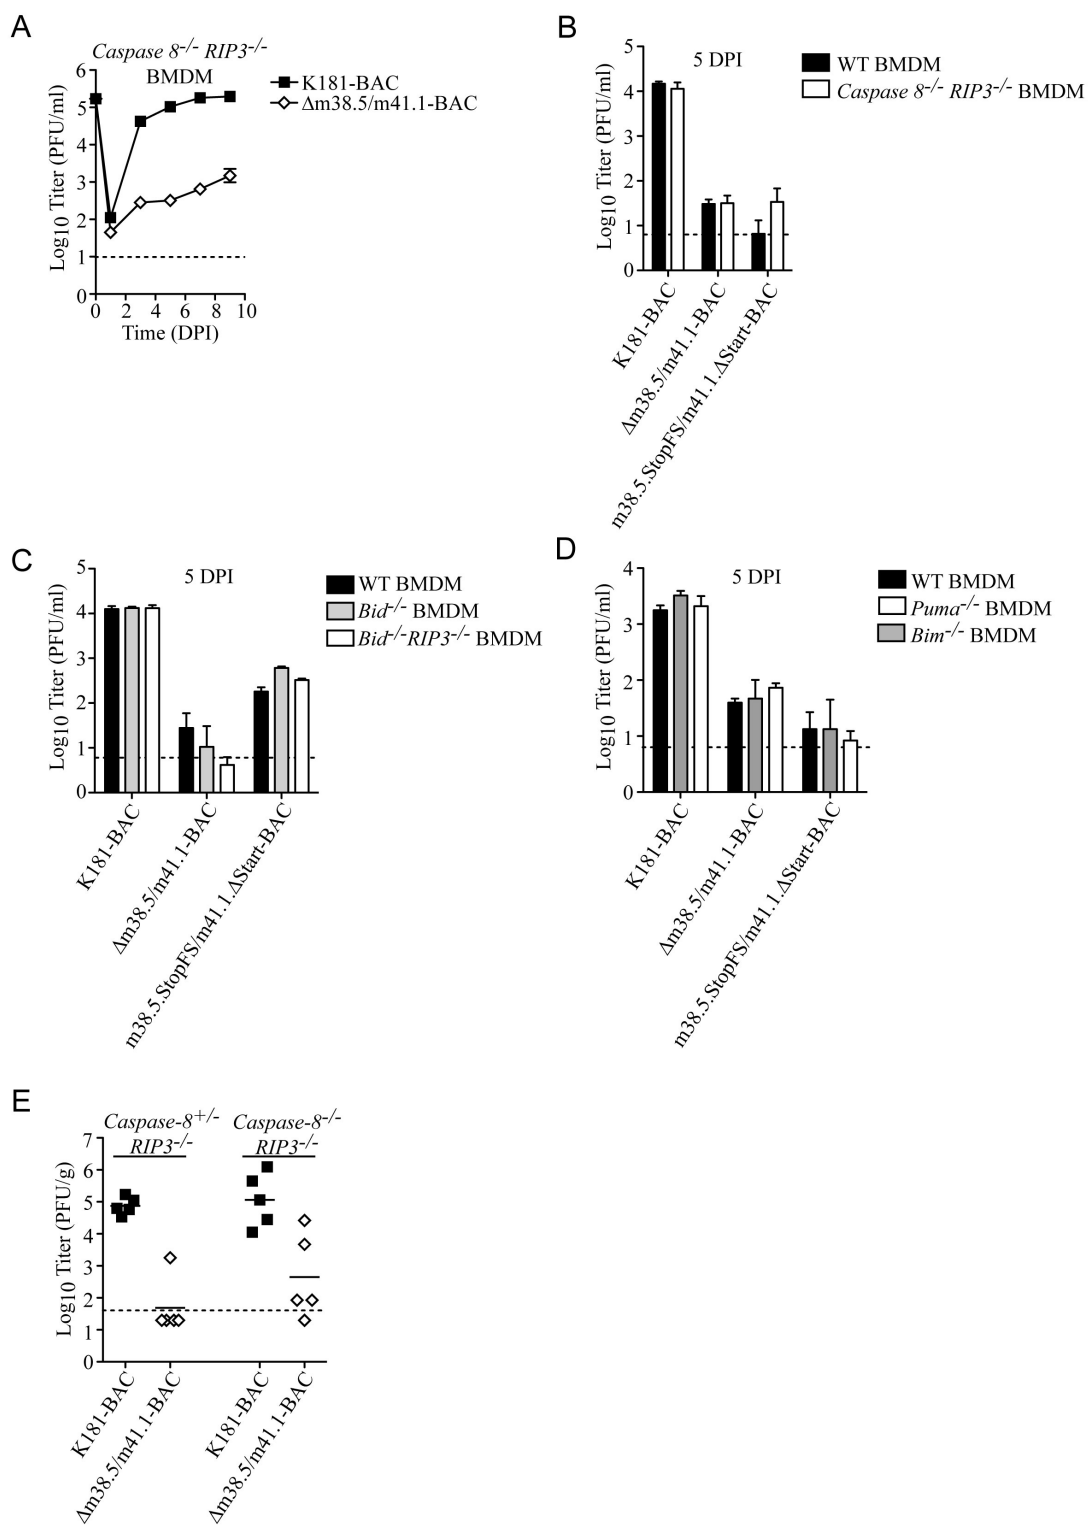 A
Caspase 8-/- RIP3-/-
BMDM
K181-BAC
Δm38.5/m41.1-BAC
Log10 Titer (PFU/ml)
6
5
4
3
2
1
0
0 2 4 6 8 10
Time (DPI)
B
5 DPI
WT BMDM
Caspase 8-/- RIP3-/- BMDM
Log10 Titer (PFU/ml)
5
4
3
2
1
0
K181-BAC
Δm38.5/m41.1-BAC
m38.5.StopFS/m41.1.ΔStart-BAC
C
5 DPI
WT BMDM
Bid-/- BMDM
Bid-/-RIP3-/- BMDM
Log10 Titer (PFU/ml)
5
4
3
2
1
0
K181-BAC
Δm38.5/m41.1-BAC
m38.5.StopFS/m41.1.ΔStart-BAC
D
5 DPI
WT BMDM
Puma-/- BMDM
Bim-/- BMDM
Log10 Titer (PFU/ml)
4
3
2
1
0
K181-BAC
Δm38.5/m41.1-BAC
m38.5.StopFS/m41.1.ΔStart-BAC
E
Caspase-8+/- Caspase-8-/-
RIP3-/- RIP3-/-
Log10 Titer (PFU/g)
7
6
5
4
3
2
1
0
K181-BAC
Δm38.5/m41.1-BAC
K181-BAC
Δm38.5/m41.1-BAC